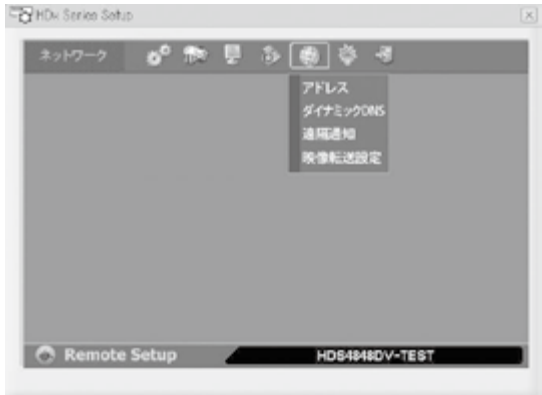 HDx Series Setup
ネットワーク
アドレス
ダイナミックDNS
遠隔通知
映像転送設定
Remote Setup
HDS4848DV-TEST